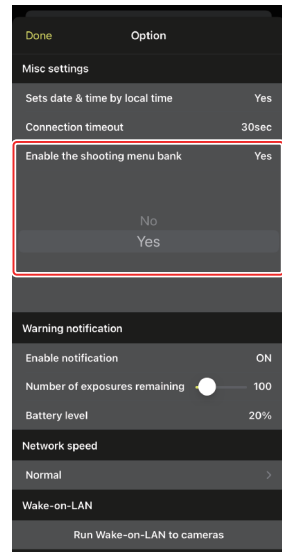 Done Option
Misc settings
Sets date & time by local time Yes
Connection timeout 30sec
Enable the shooting menu bank Yes
No
Yes
Warning notification
Enable notification ON
Number of exposures remaining 100
Battery level 20%
Network speed
Normal
Wake-on-LAN
Run Wake-on-LAN to cameras